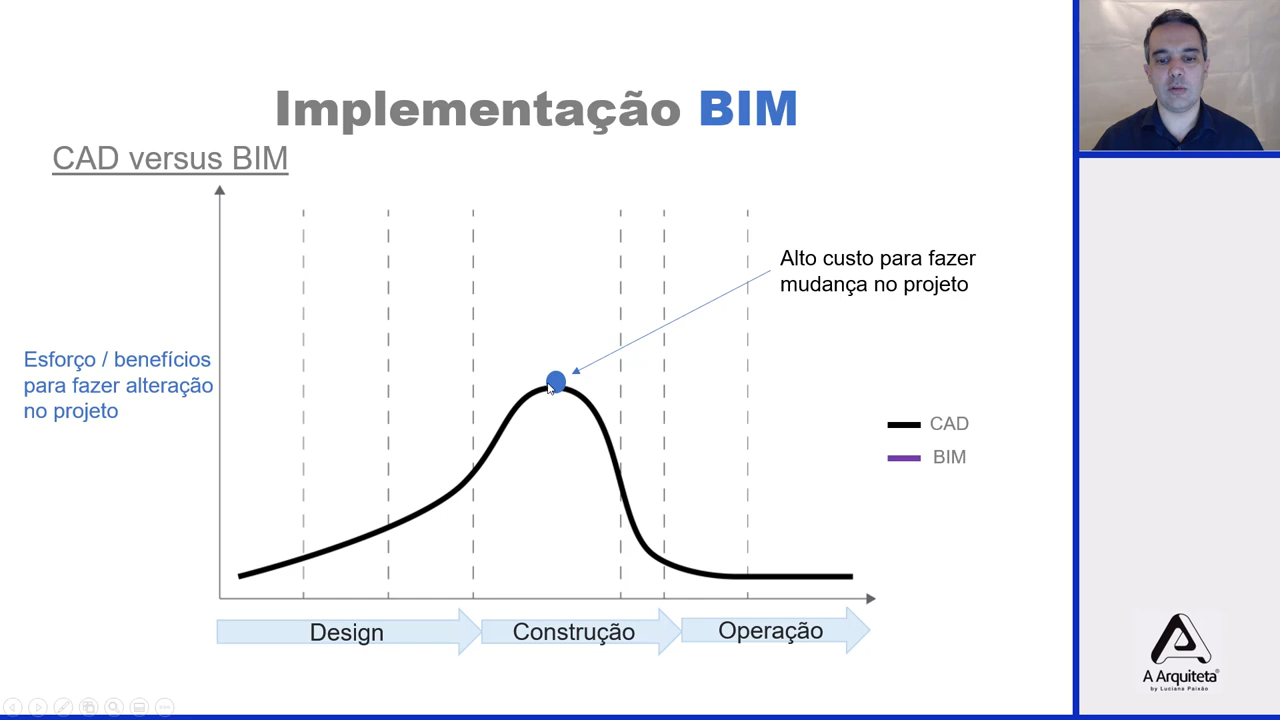 Implementação BIM
CAD versus BIM
Alto custo para fazer
mudança no projeto
Esforço / benefícios
para fazer alteração
no projeto
CAD
BIM
Design
Construção
Operação
A Arquiteta®
by Luciana Paixão